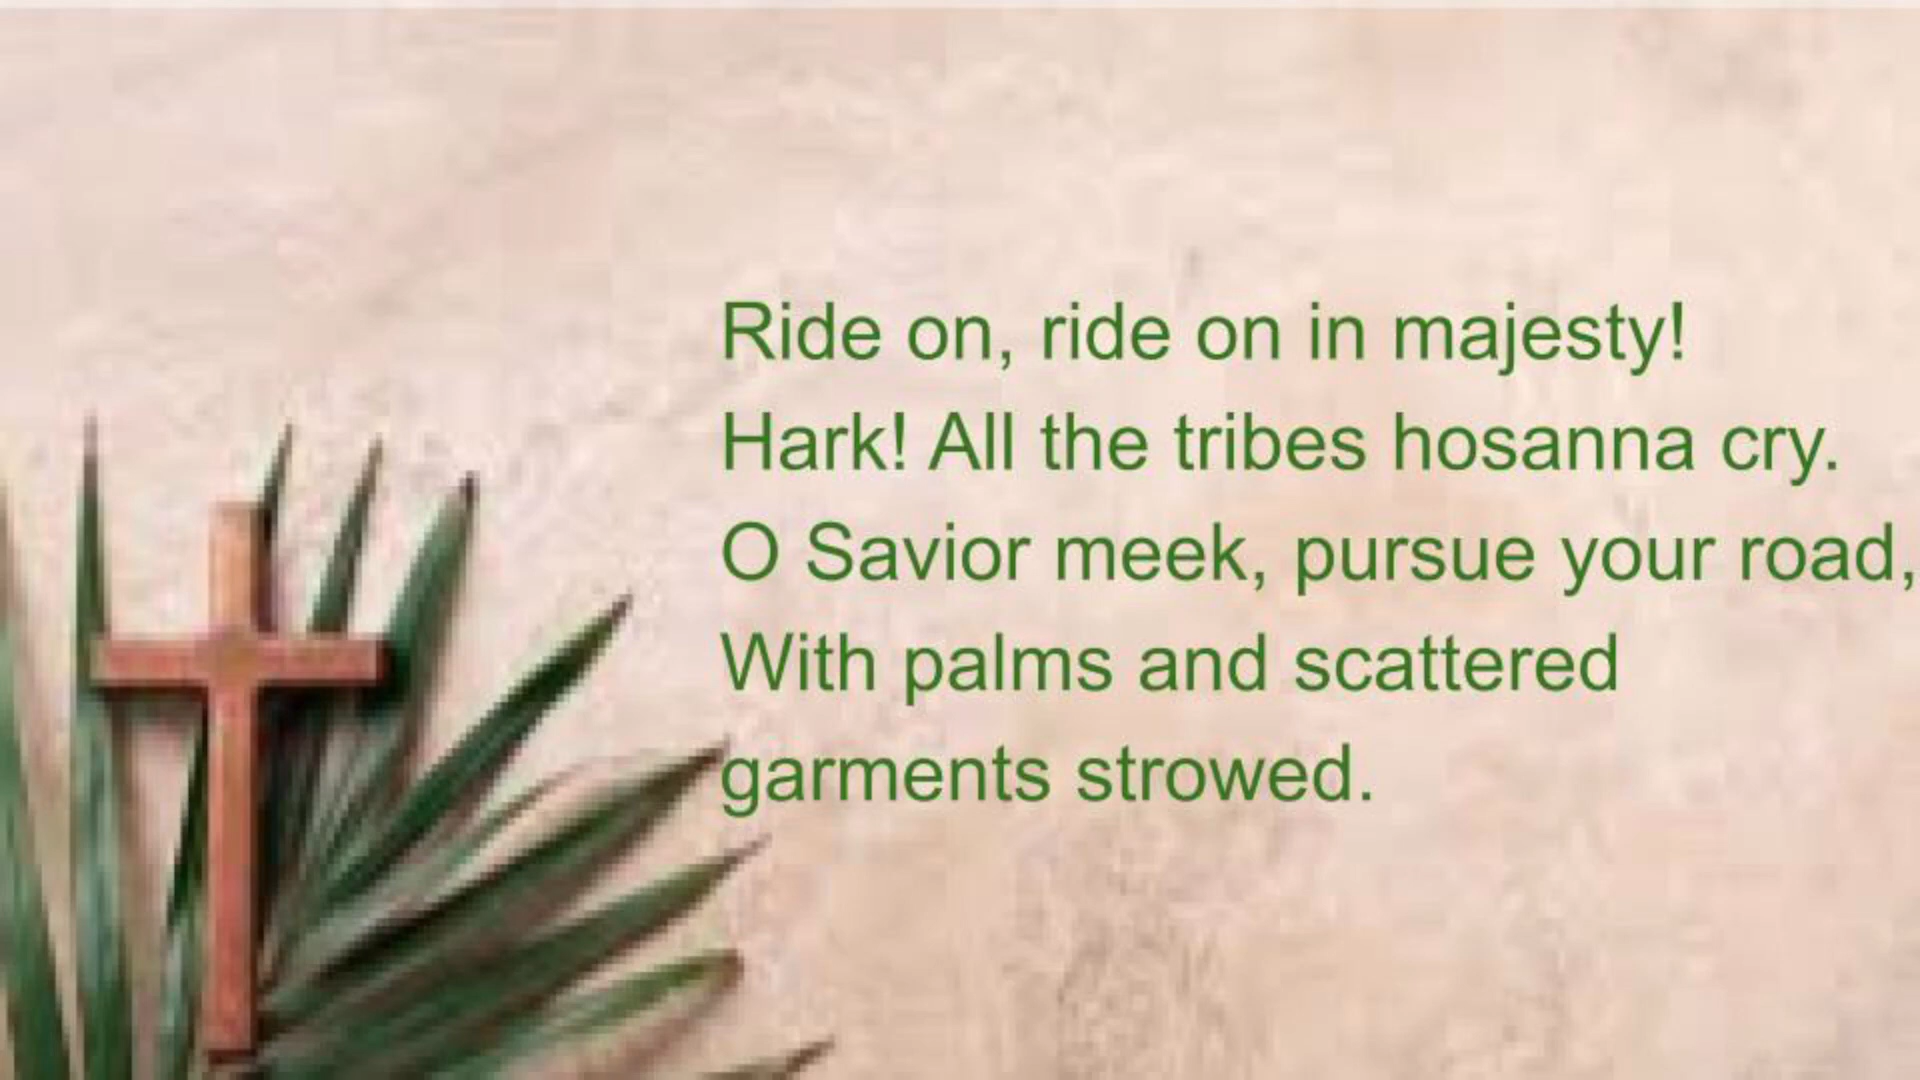 Ride on, ride on in majesty!
Hark! All the tribes hosanna cry.
O Savior meek, pursue your road,
With palms and scattered
garments strowed.